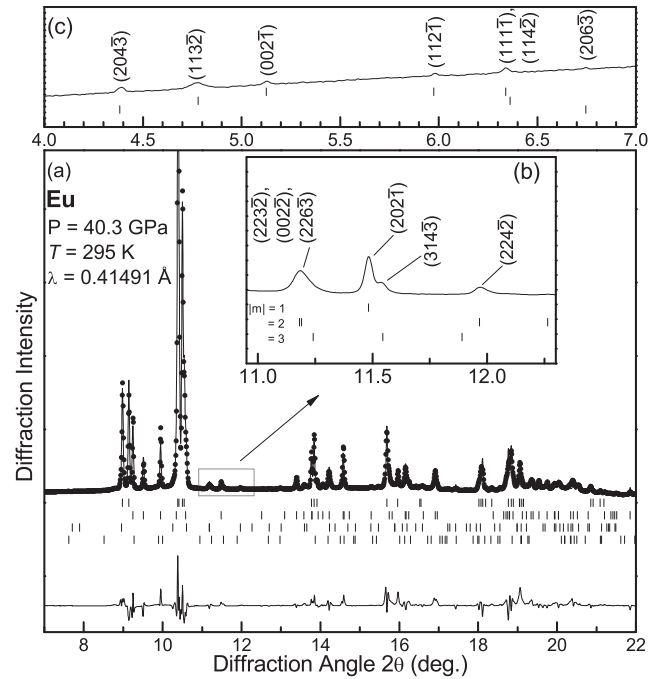 (c)
(204̅3̅)
(113̅2̅)
(002̅1̅)
(112̅1̅)
(111̅1̅),
(114̅2̅)
(206̅3̅)
4.0 4.5 5.0 5.5 6.0 6.5 7.0
(a)
Eu
P = 40.3 GPa
T = 295 K
λ = 0.41491 Å
(b)
(223̅2̅),
(002̅2̅),
(226̅3̅)
(202̅1̅)
(314̅3̅)
(224̅2̅)
|m| = 1
= 2
= 3
11.0 11.5 12.0
Diffraction Intensity
8 10 12 14 16 18 20 22
Diffraction Angle 2θ (deg.)